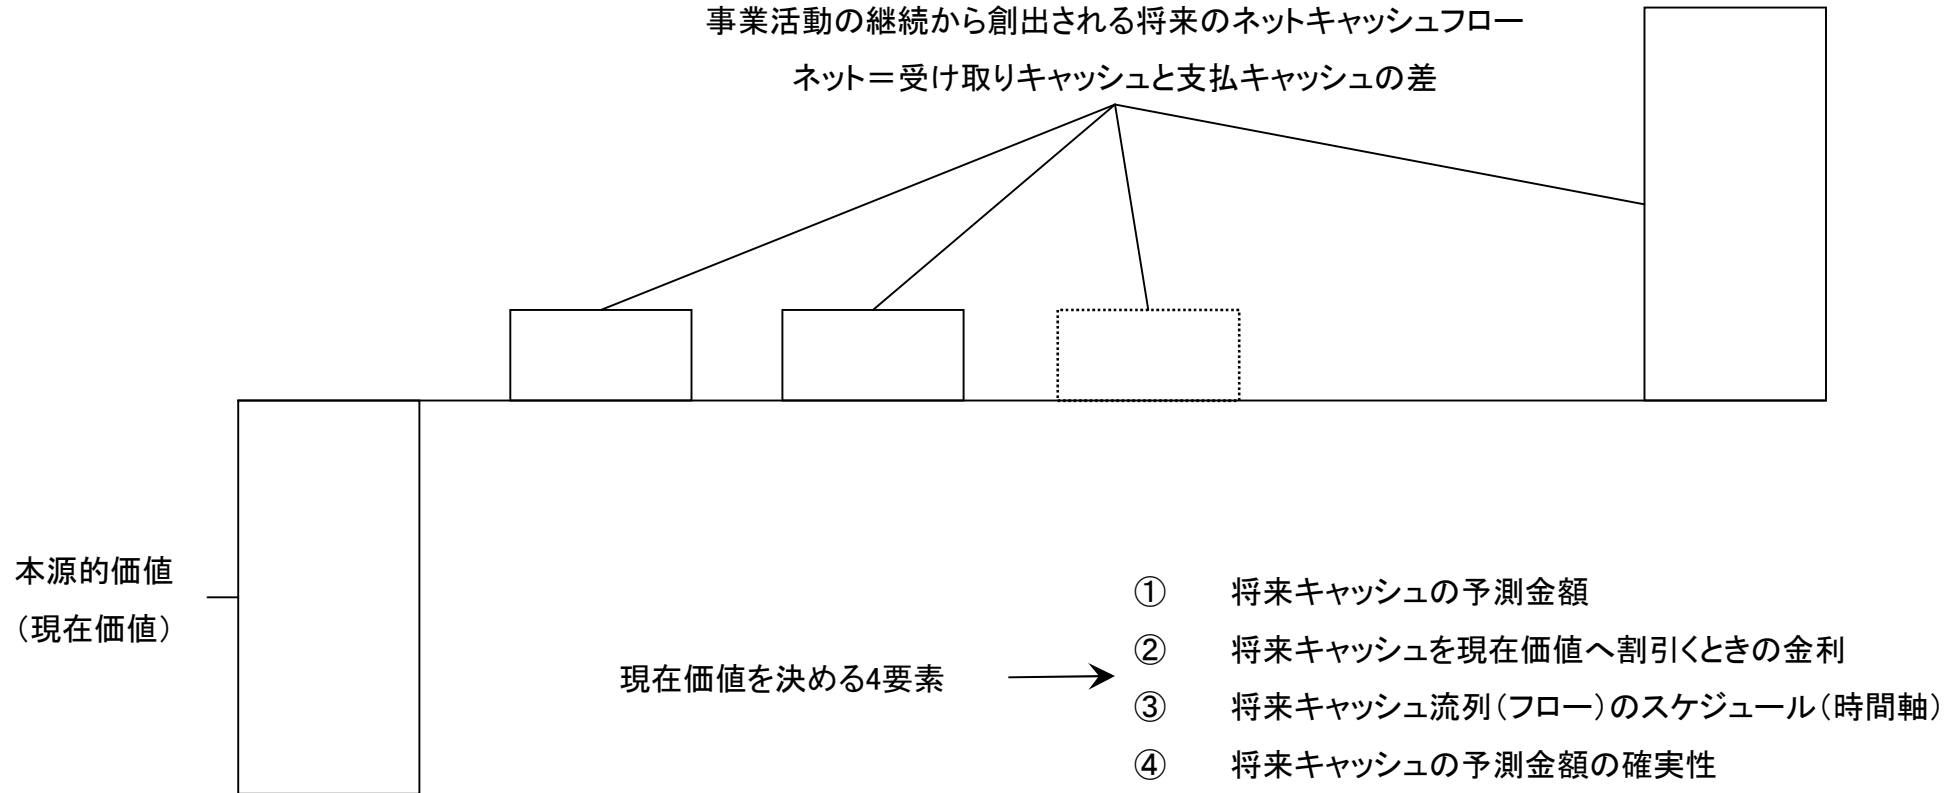 事業活動の継続から創出される将来のネットキャッシュフロー
ネット＝受け取りキャッシュと支払キャッシュの差
本源的価値
（現在価値）
現在価値を決める4要素
① 将来キャッシュの予測金額
② 将来キャッシュを現在価値へ割引くときの金利
③ 将来キャッシュ流列（フロー）のスケジュール（時間軸）
④ 将来キャッシュの予測金額の確実性